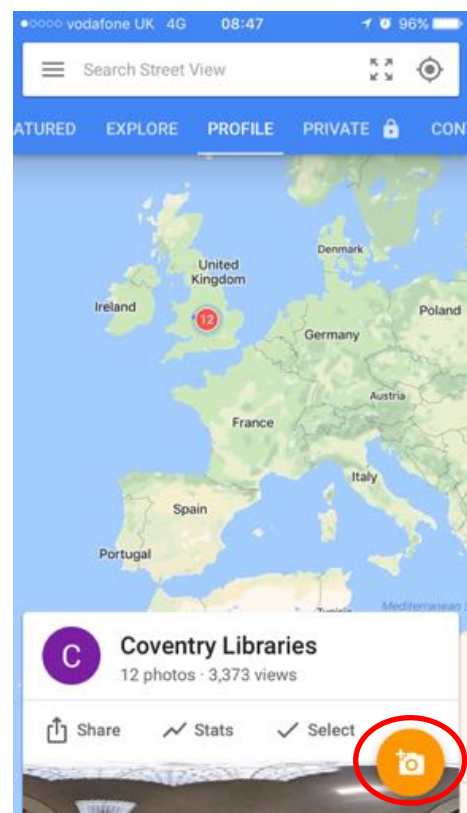 vodafone UK 4G 08:47 96%
Search Street View
ATURED EXPLORE PROFILE PRIVATE CON
United
Kingdom
Denmark
Ireland
12
Poland
Germany
Austria
France
Italy
Spain
Portugal
Mediterranean S
Tunisia
C
Coventry Libraries
12 photos · 3,373 views
Share Stats Select